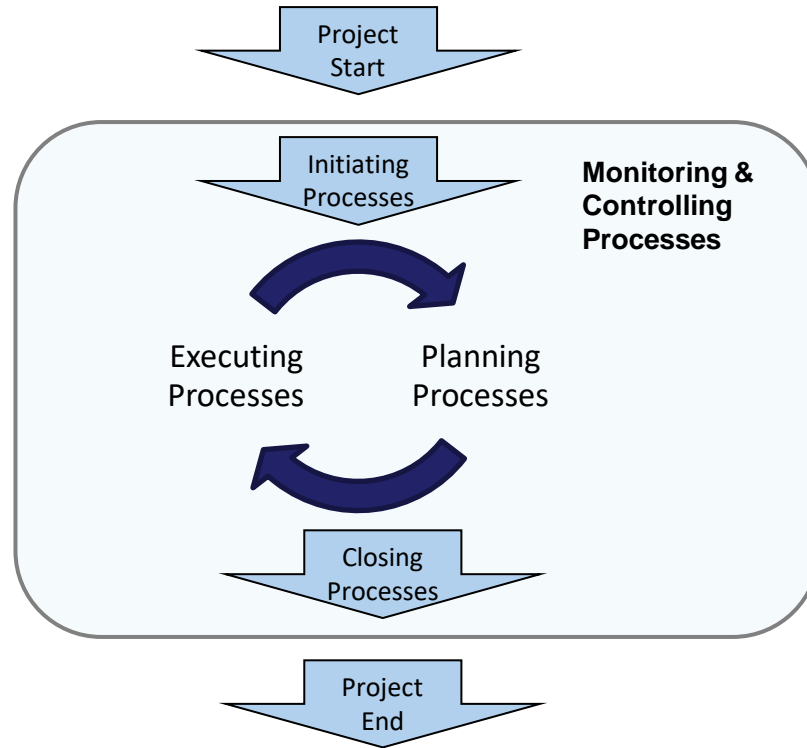 Project
Start
Initiating
Processes
Monitoring &
Controlling
Processes
Executing
Processes
Planning
Processes
Closing
Processes
Project
End